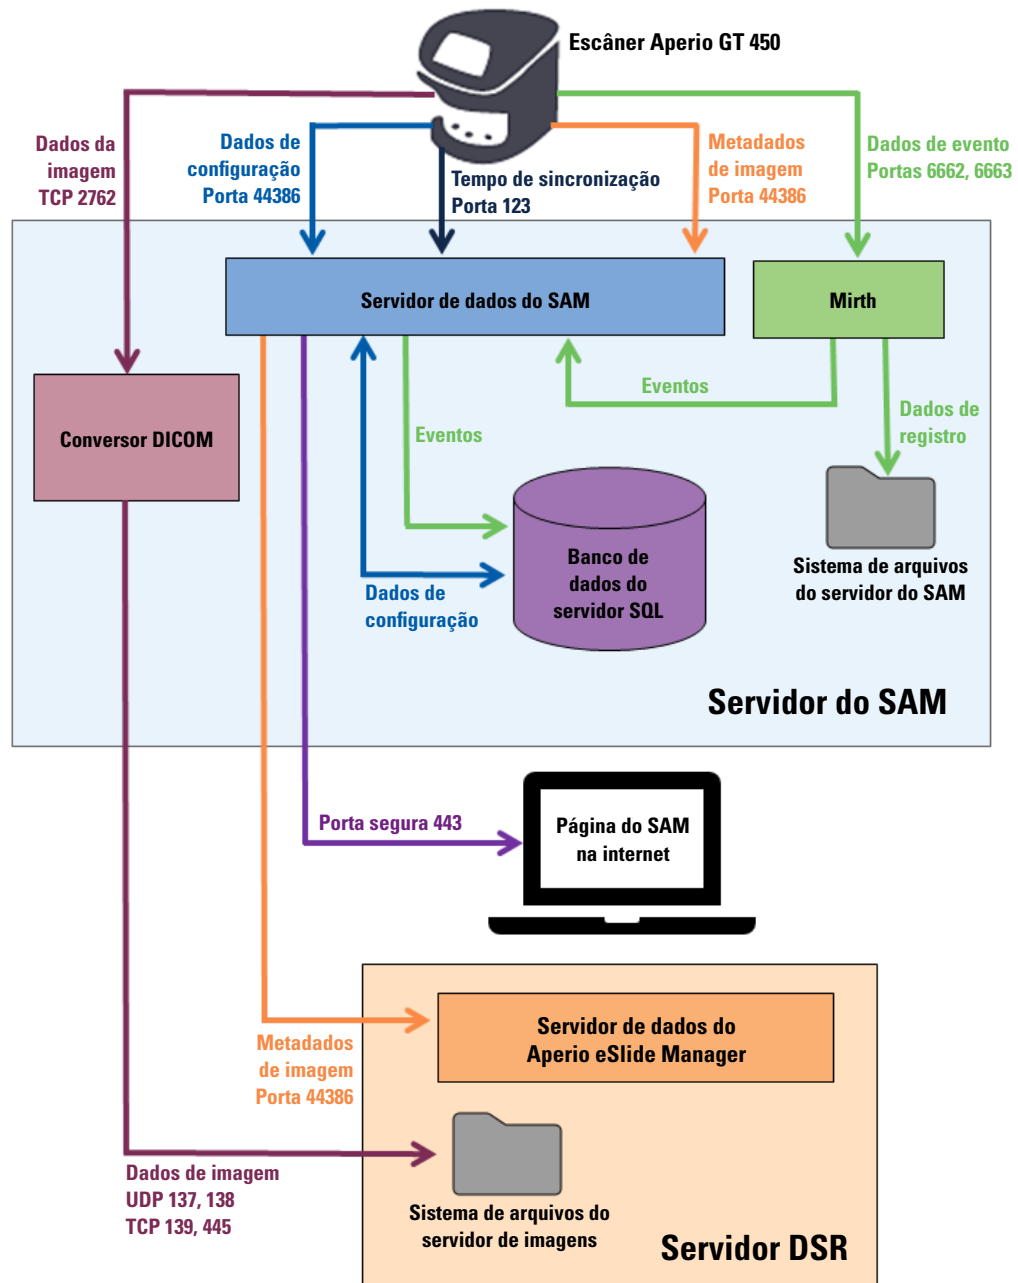 Escâner Aperio GT 450
Dados da
imagem
TCP 2762
Dados de
configuração
Porta 44386
Tempo de sincronização
Porta 123
Metadados
de imagem
Porta 44386
Dados de evento
Portas 6662, 6663
Servidor de dados do SAM
Mirth
Conversor DICOM
Eventos
Eventos
Dados de
registro
Banco de
dados do
servidor SQL
Dados de
configuração
Sistema de arquivos
do servidor do SAM
Servidor do SAM
Porta segura 443
Página do SAM
na internet
Servidor de dados do
Aperio eSlide Manager
Metadados
de imagem
Porta 44386
Dados de imagem
UDP 137, 138
TCP 139, 445
Sistema de arquivos do
servidor de imagens
Servidor DSR